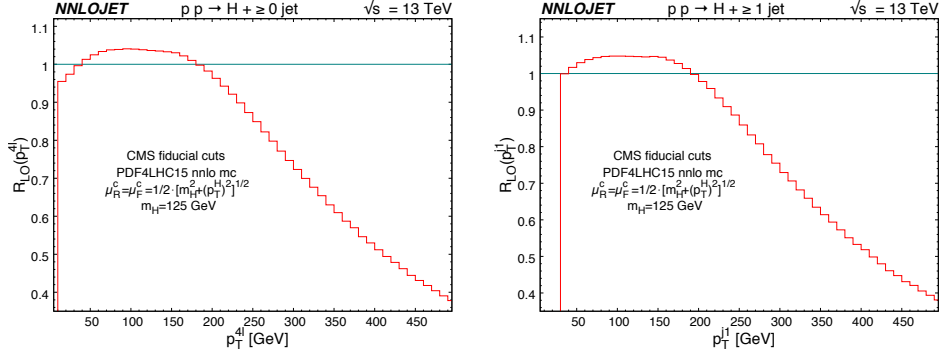 NNLOJET p p → H + ≥ 0 jet √s = 13 TeV
1.1
1
0.9
0.8
0.7
0.6
0.5
0.4
R_LO(p_T^4l)
CMS fiducial cuts
PDF4LHC15 nnlo mc
μ_R^c=μ_F^c=1/2·[m_H^2+(p_T^H)^2]^1/2
m_H=125 GeV
50 100 150 200 250 300 350 400 450
p_T^4l [GeV]
NNLOJET p p → H + ≥ 1 jet √s = 13 TeV
1.1
1
0.9
0.8
0.7
0.6
0.5
0.4
R_LO(p_T^j1)
CMS fiducial cuts
PDF4LHC15 nnlo mc
μ_R^c=μ_F^c=1/2·[m_H^2+(p_T^H)^2]^1/2
m_H=125 GeV
50 100 150 200 250 300 350 400 450
p_T^j1 [GeV]